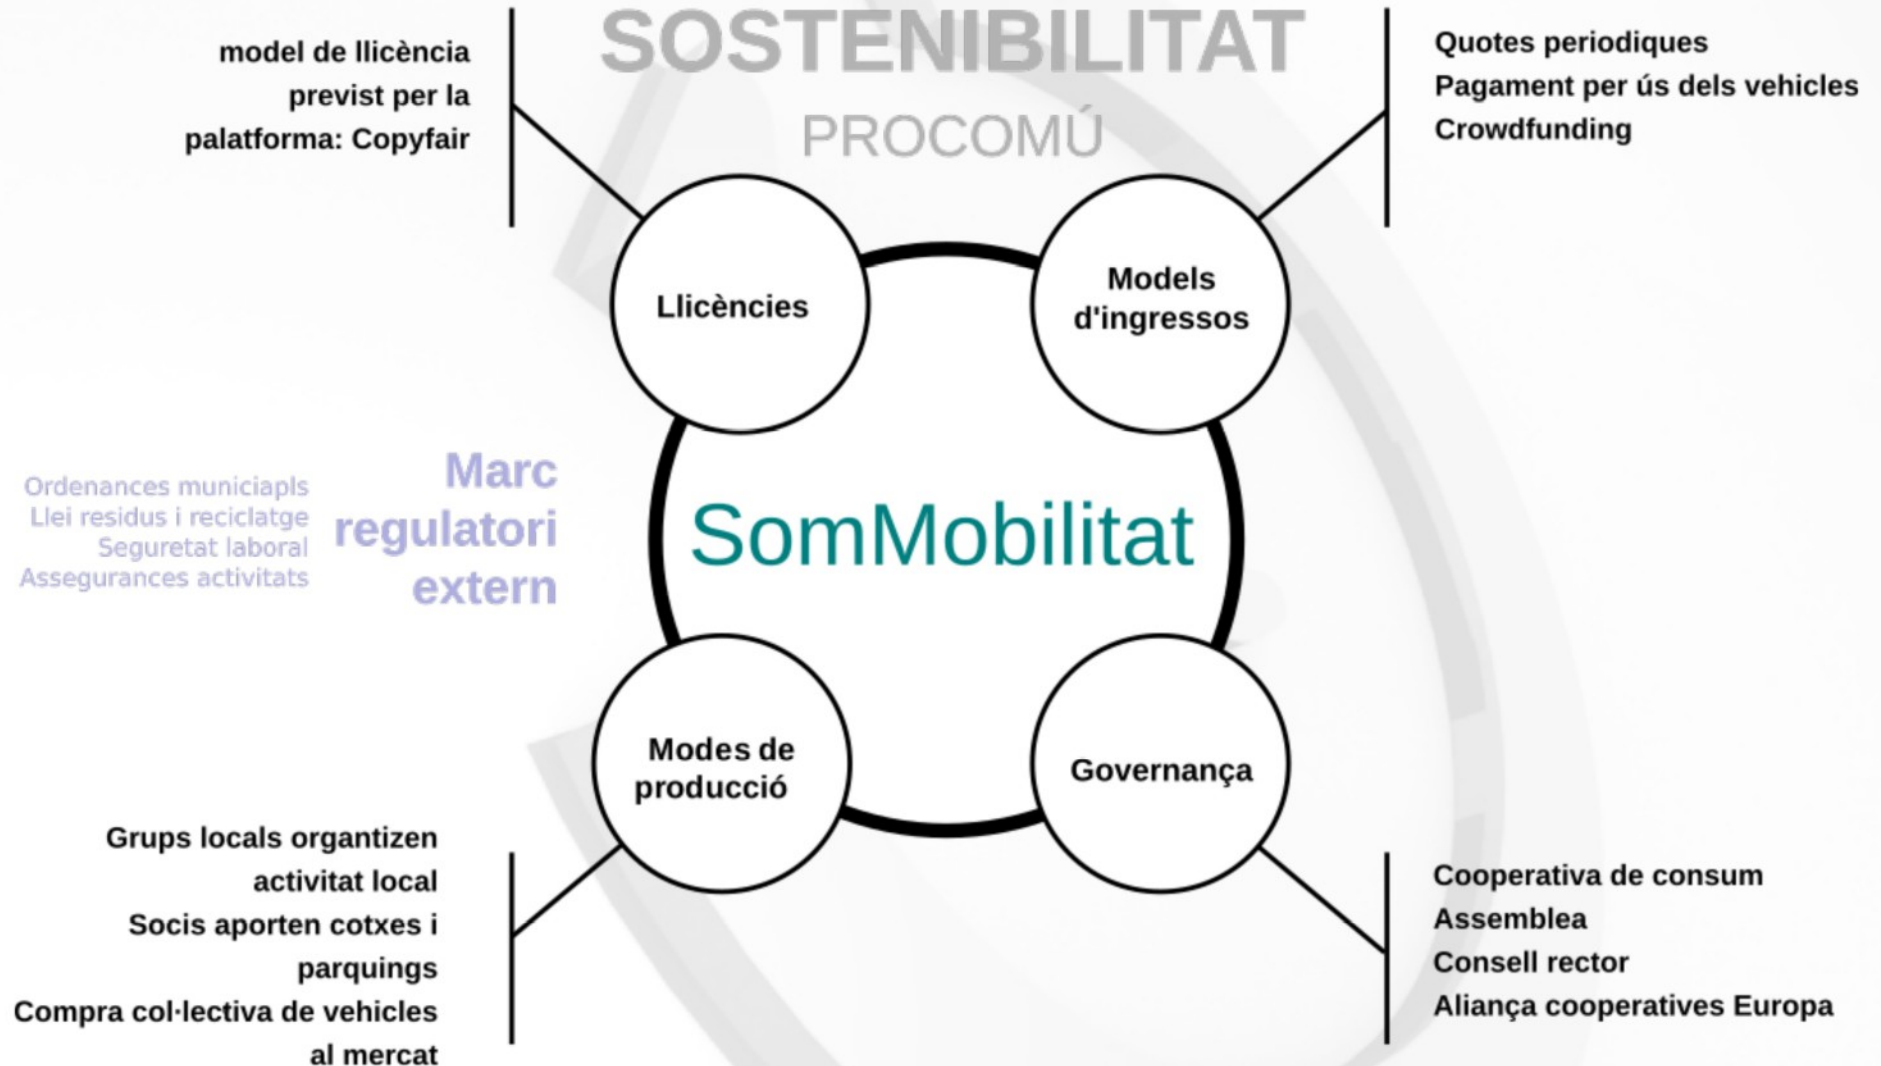 SOSTENIBILITAT
PROCOMÚ
model de llicència
previst per la
palatforma: Copyfair
Quotes periodiques
Pagament per ús dels vehicles
Crowdfunding
Llicències
Models
d'ingressos
Ordenances municiapls
Llei residus i reciclatge
Seguretat laboral
Assegurances activitats
Marc
regulatori
extern
SomMobilitat
Modes de
producció
Governança
Grups locals organtizen
activitat local
Socis aporten cotxes i
parquings
Compra col·lectiva de vehicles
al mercat
Cooperativa de consum
Assemblea
Consell rector
Aliança cooperatives Europa